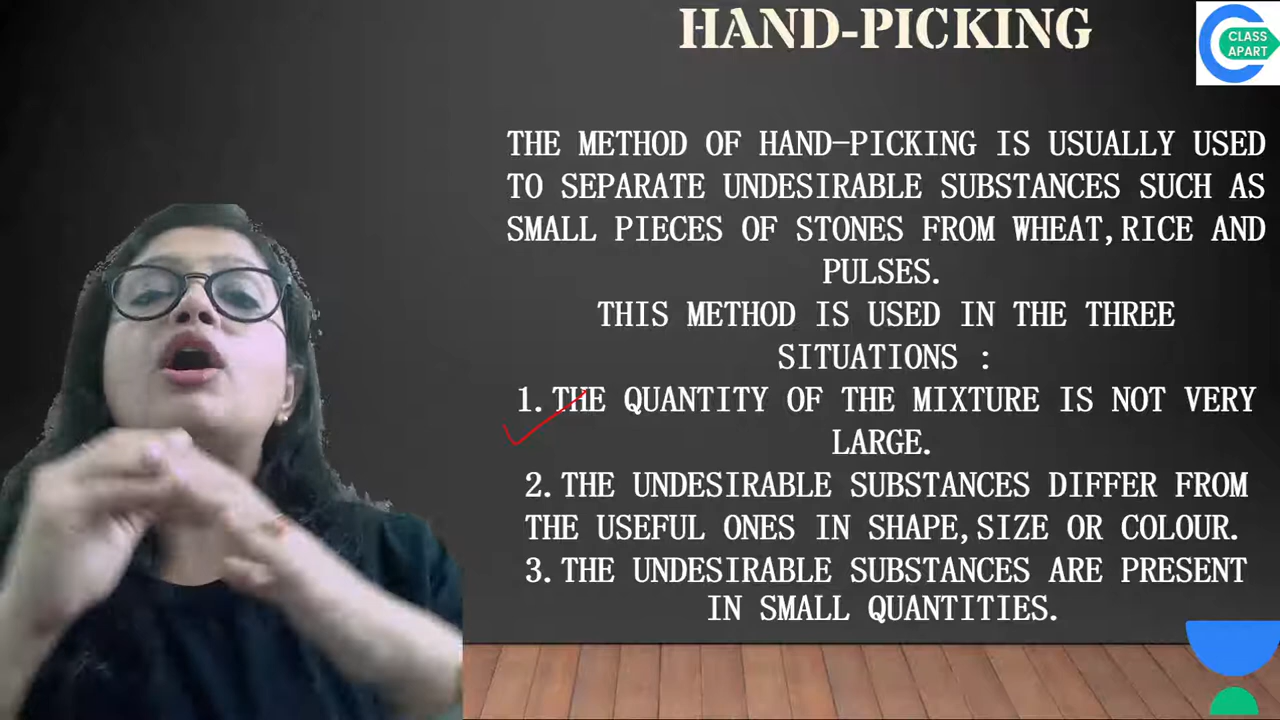 HAND-PICKING
CLASS
APART
THE METHOD OF HAND-PICKING IS USUALLY USED
TO SEPARATE UNDESIRABLE SUBSTANCES SUCH AS
SMALL PIECES OF STONES FROM WHEAT,RICE AND
PULSES.
THIS METHOD IS USED IN THE THREE
SITUATIONS :
1.THE QUANTITY OF THE MIXTURE IS NOT VERY
LARGE.
2.THE UNDESIRABLE SUBSTANCES DIFFER FROM
THE USEFUL ONES IN SHAPE,SIZE OR COLOUR.
3.THE UNDESIRABLE SUBSTANCES ARE PRESENT
IN SMALL QUANTITIES.